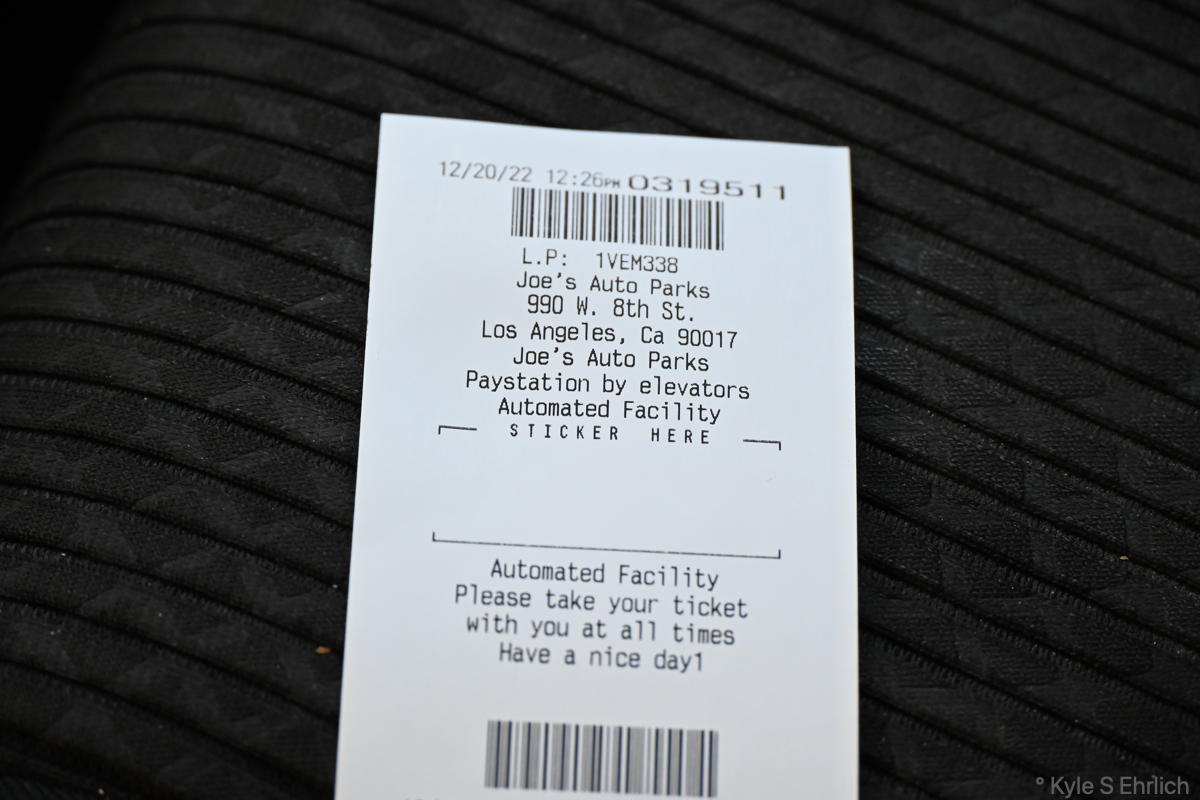 12/20/22 12:26PM 0319511
L.P: 1VEM338
Joe's Auto Parks
990 W. 8th St.
Los Angeles, Ca 90017
Joe's Auto Parks
Paystation by elevators
Automated Facility
STICKER HERE
Automated Facility
Please take your ticket
with you at all times
Have a nice day1
° Kyle S Ehrlich